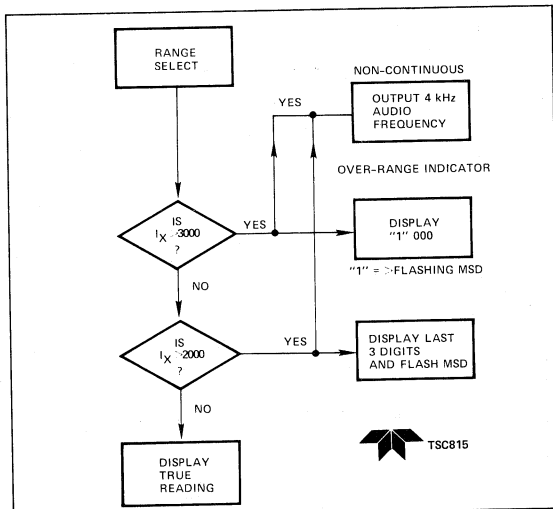 RANGE
SELECT
NON-CONTINUOUS
YES
OUTPUT 4 kHz
AUDIO
FREQUENCY
OVER-RANGE INDICATOR
IS
IX >3000
?
YES
DISPLAY
"1" 000
"1" = >FLASHING MSD
NO
IS
IX >2000
?
YES
DISPLAY LAST
3 DIGITS
AND FLASH MSD
NO
DISPLAY
TRUE
READING
TSC815